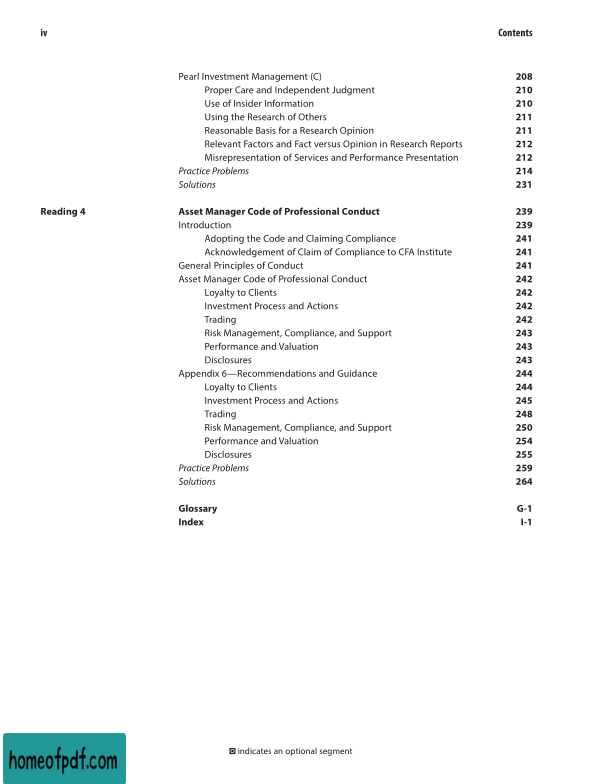 iv Contents
Pearl Investment Management (C) 208
Proper Care and Independent Judgment 210
Use of Insider Information 210
Using the Research of Others 211
Reasonable Basis for a Research Opinion 211
Relevant Factors and Fact versus Opinion in Research Reports 212
Misrepresentation of Services and Performance Presentation 212
Practice Problems 214
Solutions 231
Reading 4 Asset Manager Code of Professional Conduct 239
Introduction 239
Adopting the Code and Claiming Compliance 241
Acknowledgement of Claim of Compliance to CFA Institute 241
General Principles of Conduct 241
Asset Manager Code of Professional Conduct 242
Loyalty to Clients 242
Investment Process and Actions 242
Trading 242
Risk Management, Compliance, and Support 243
Performance and Valuation 243
Disclosures 243
Appendix 6—Recommendations and Guidance 244
Loyalty to Clients 244
Investment Process and Actions 245
Trading 248
Risk Management, Compliance, and Support 250
Performance and Valuation 254
Disclosures 255
Practice Problems 259
Solutions 264
Glossary G-1
Index I-1
indicates an optional segment
homeofpdf.com